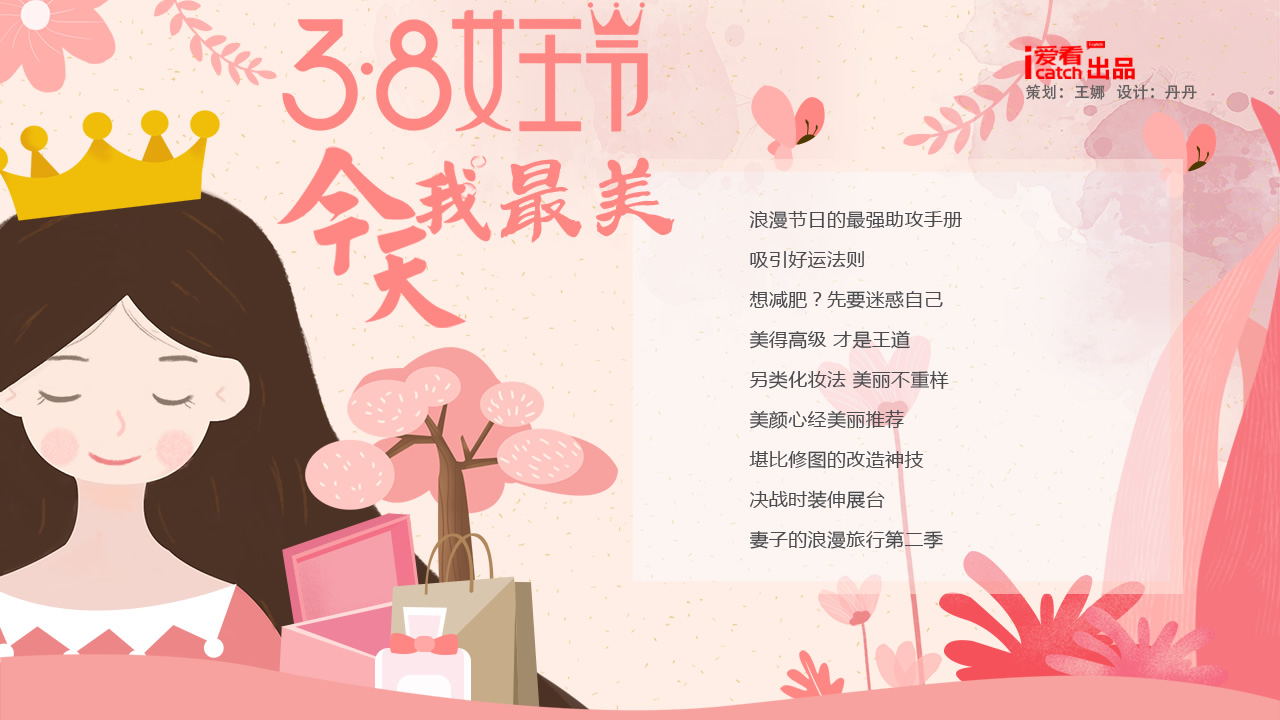 3·8女王节
今天我最美
i爱看
catch 出品
策划：王娜 设计：丹丹
浪漫节日的最强助攻手册
吸引好运法则
想减肥？先要迷惑自己
美得高级 才是王道
另类化妆法 美丽不重样
美颜心经美丽推荐
堪比修图的改造神技
决战时装伸展台
妻子的浪漫旅行第二季